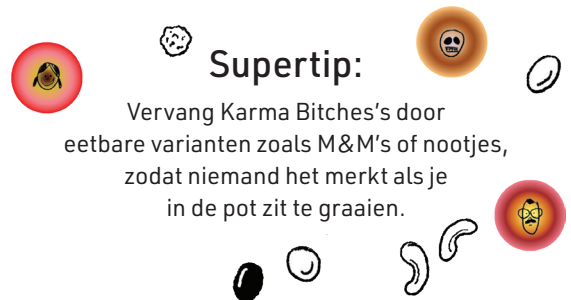 Supertip:
Vervang Karma Bitches's door
eetbare varianten zoals M&M's of nootjes,
zodat niemand het merkt als je
in de pot zit te graaien.